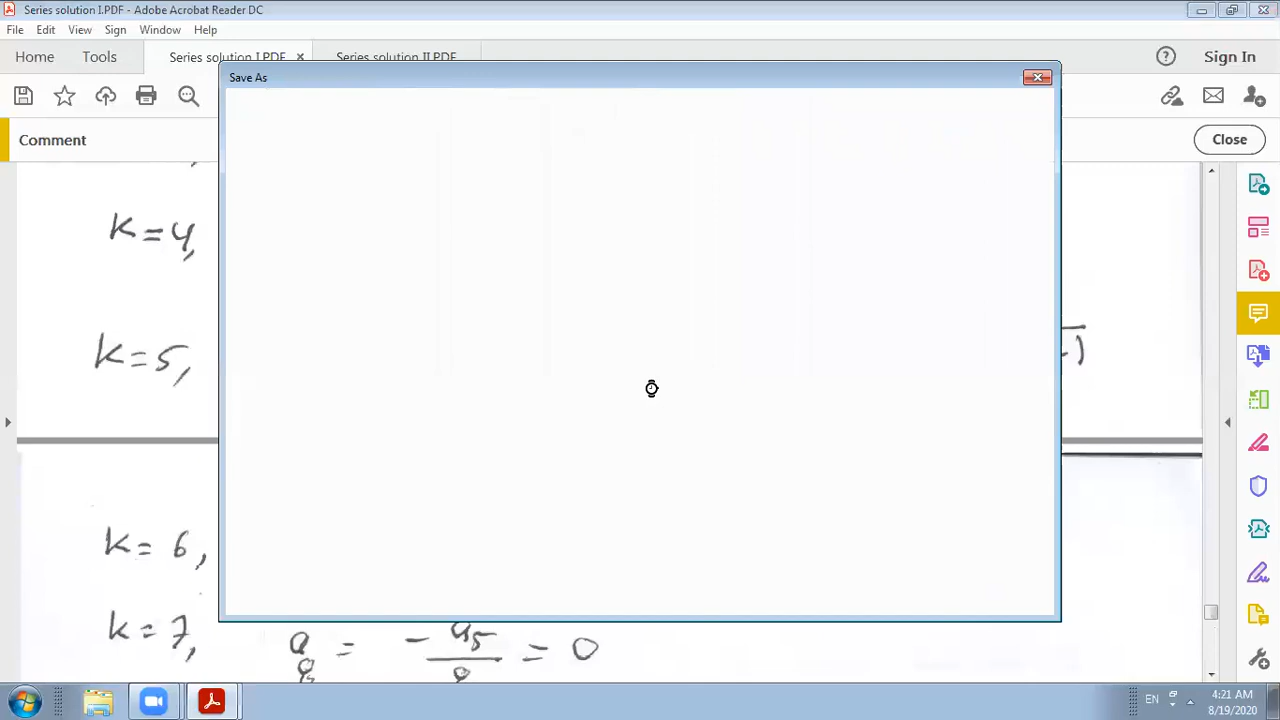 Series solution I.PDF - Adobe Acrobat Reader DC
File Edit View Sign Window Help
Home Tools Series solution I.PDF × Series solution II.PDF Sign In
Save As
Comment
Close
K=4,
K=5,
K= 6,
K= 7,
= 0
EN
4:21 AM
8/19/2020